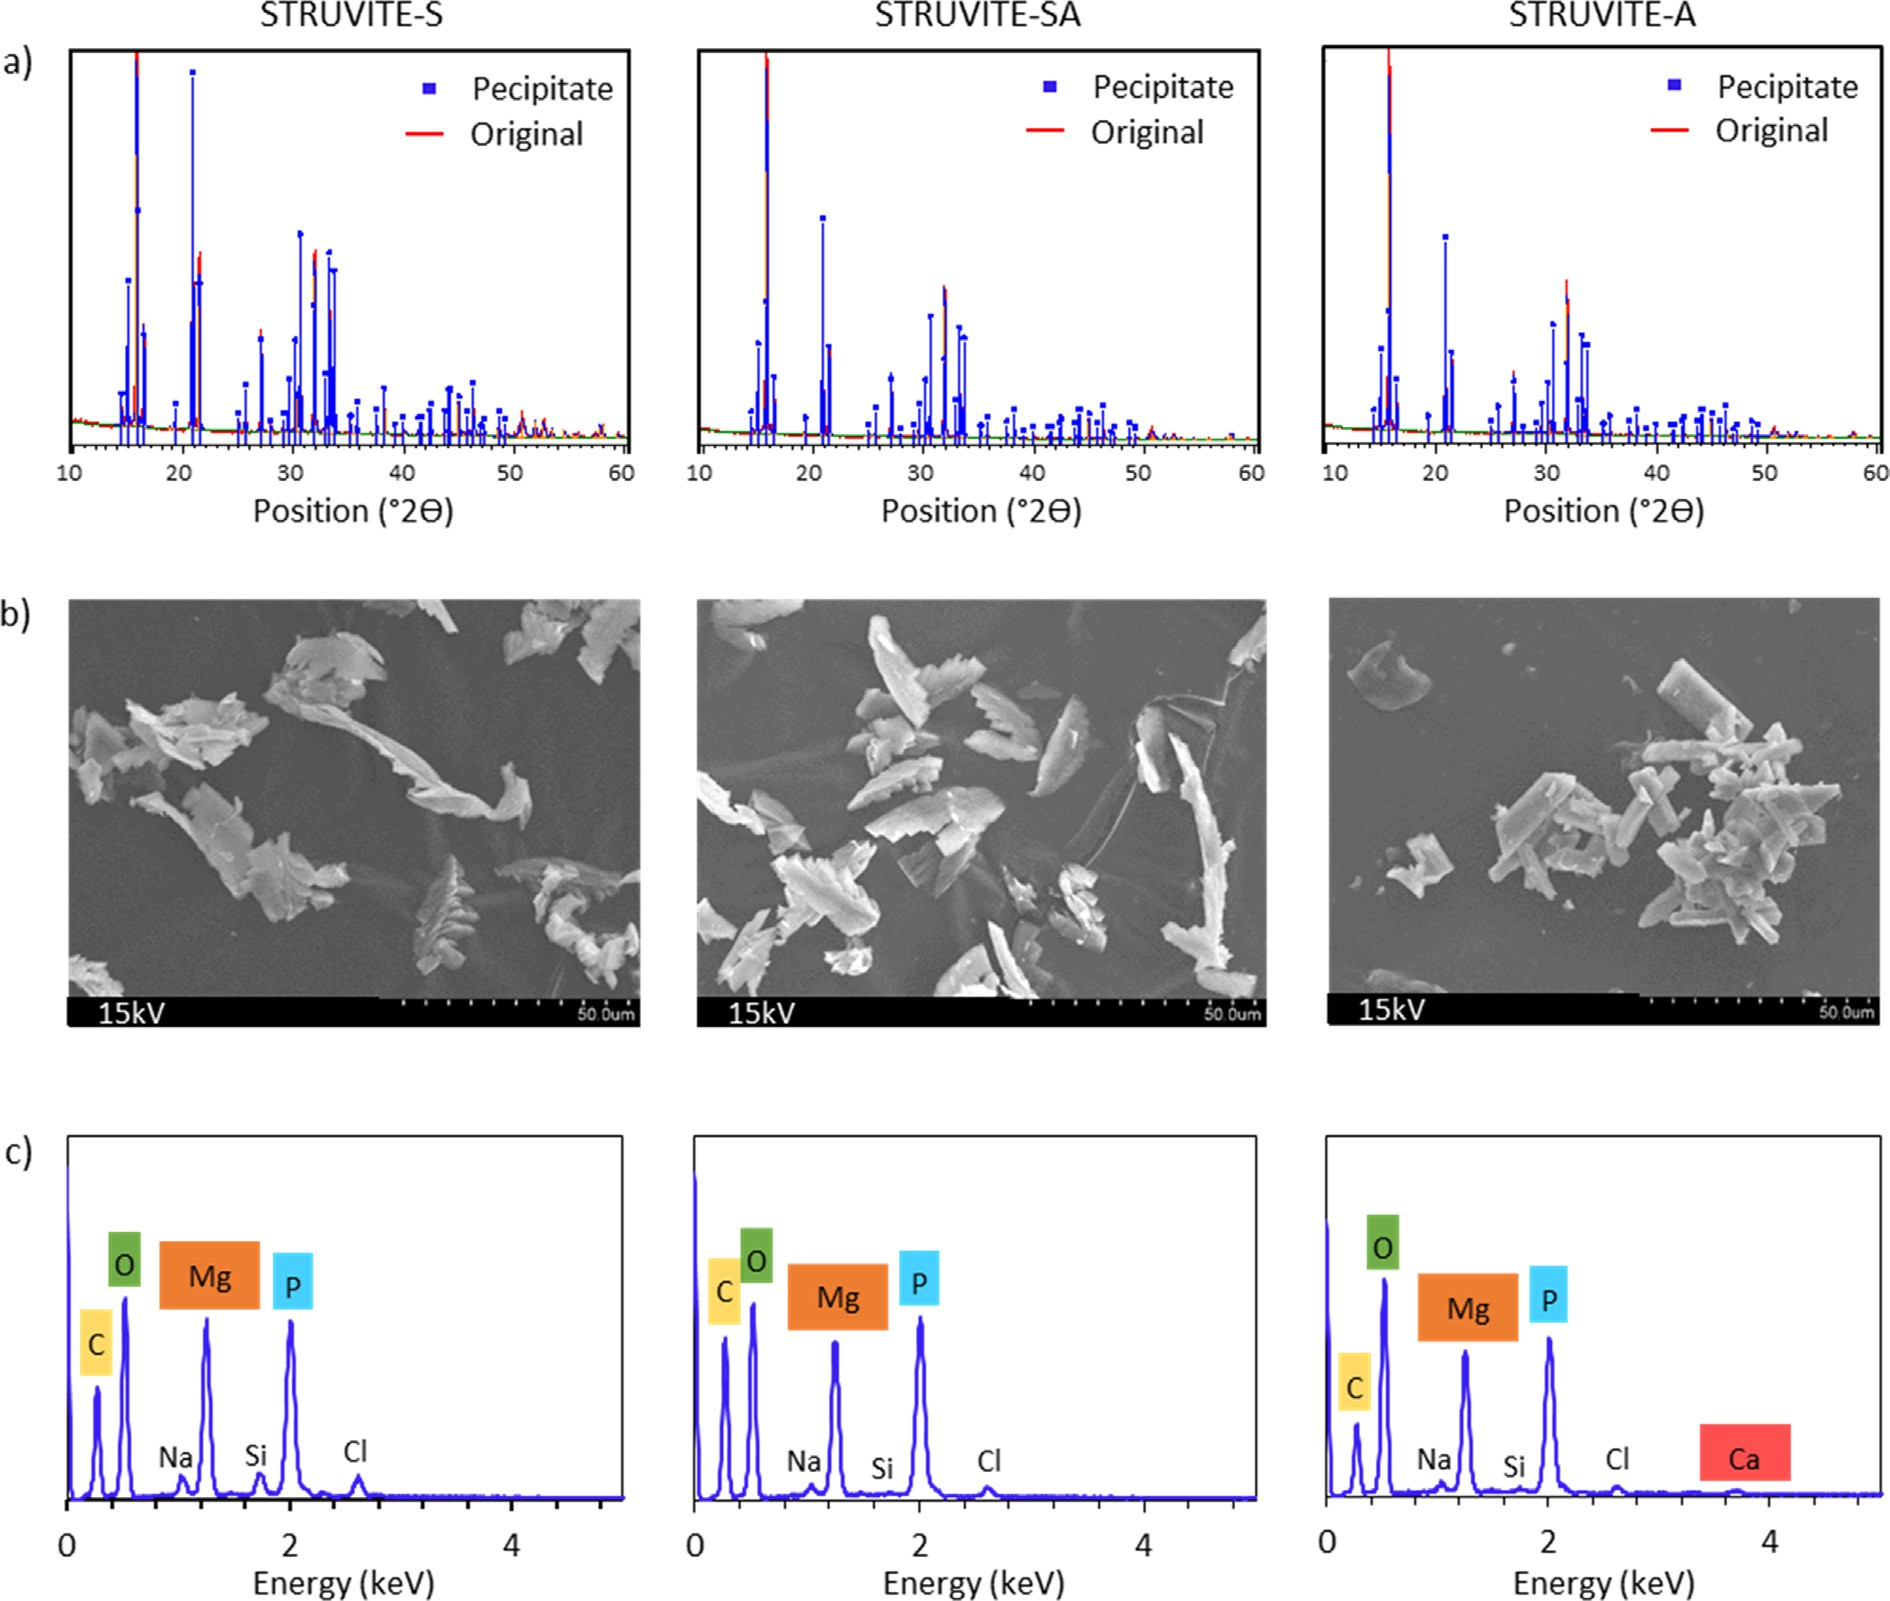 STRUVITE-S STRUVITE-SA STRUVITE-A
a)
Pecipitate
Original
Pecipitate
Original
Pecipitate
Original
10 20 30 40 50 60
10 20 30 40 50 60
10 20 30 40 50 60
Position (°2Ө) Position (°2Ө) Position (°2Ө)
b)
15kV 50.0um
15kV 50.0um
15kV 50.0um
c)
C O Na Mg Si P Cl
C O Na Mg Si P Cl
C O Na Mg Si P Cl Ca
0 2 4
0 2 4
0 2 4
Energy (keV) Energy (keV) Energy (keV)